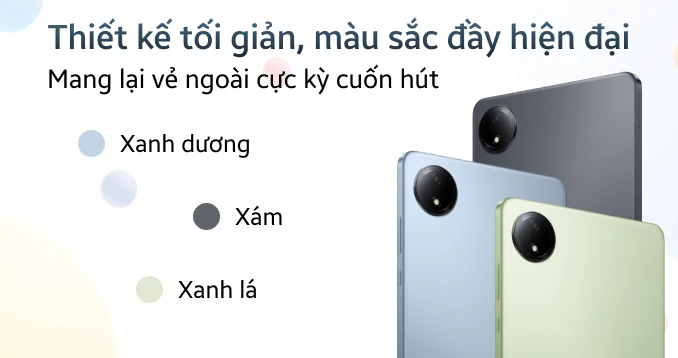 Thiết kế tối giản, màu sắc đầy hiện đại
Mang lại vẻ ngoài cực kỳ cuốn hút
Xanh dương
Xám
Xanh lá